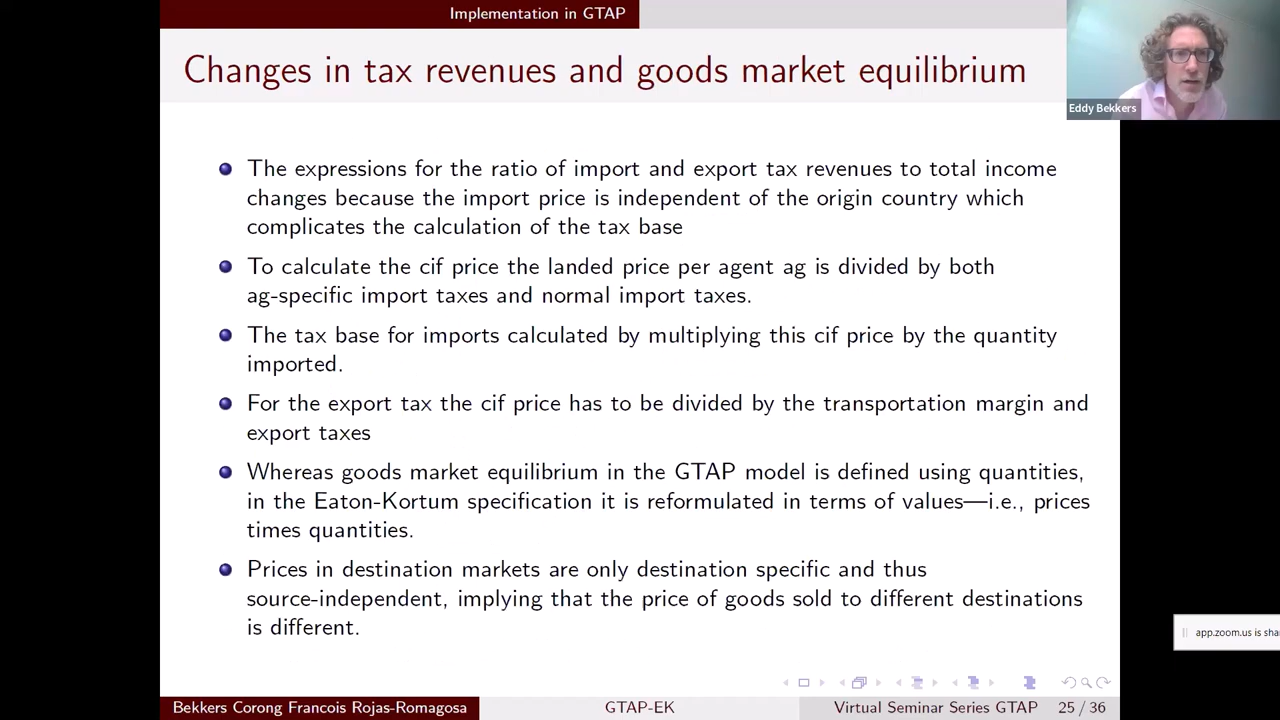 Implementation in GTAP
Changes in tax revenues and goods market equilibrium
Eddy Bekkers
The expressions for the ratio of import and export tax revenues to total income
changes because the import price is independent of the origin country which
complicates the calculation of the tax base
To calculate the cif price the landed price per agent ag is divided by both
ag-specific import taxes and normal import taxes.
The tax base for imports calculated by multiplying this cif price by the quantity
imported.
For the export tax the cif price has to be divided by the transportation margin and
export taxes
Whereas goods market equilibrium in the GTAP model is defined using quantities,
in the Eaton-Kortum specification it is reformulated in terms of values—i.e., prices
times quantities.
Prices in destination markets are only destination specific and thus
source-independent, implying that the price of goods sold to different destinations
is different.
app.zoom.us is sha
Bekkers Corong Francois Rojas-Romagosa
GTAP-EK
Virtual Seminar Series GTAP
25 / 36